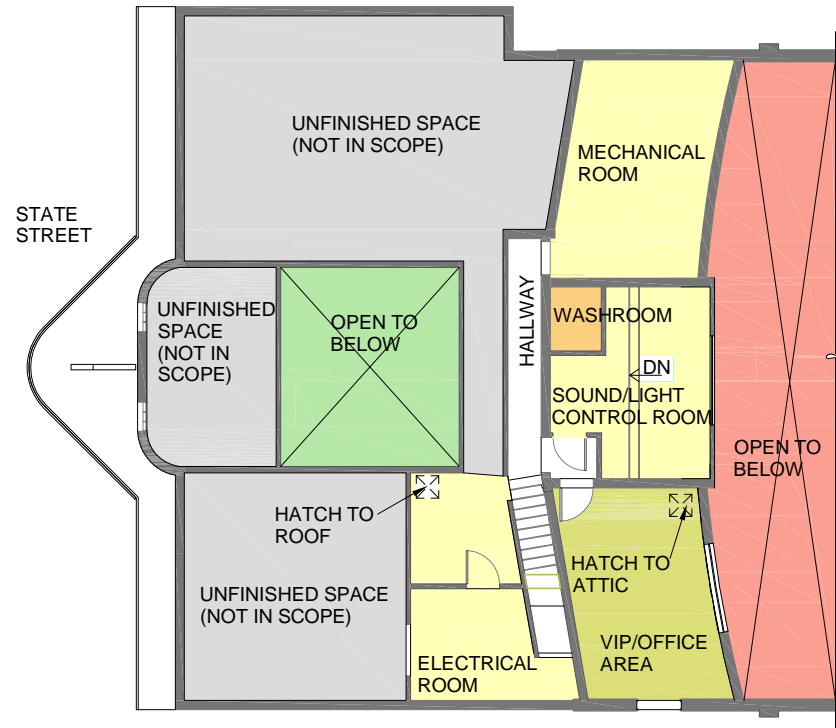 UNFINISHED SPACE
(NOT IN SCOPE)
MECHANICAL
ROOM
STATE
STREET
UNFINISHED
SPACE
(NOT IN
SCOPE)
OPEN TO
BELOW
HALLWAY
WASHROOM
DN
SOUND/LIGHT
CONTROL ROOM
OPEN TO
BELOW
HATCH TO
ROOF
HATCH TO
ATTIC
UNFINISHED SPACE
(NOT IN SCOPE)
ELECTRICAL
ROOM
VIP/OFFICE
AREA